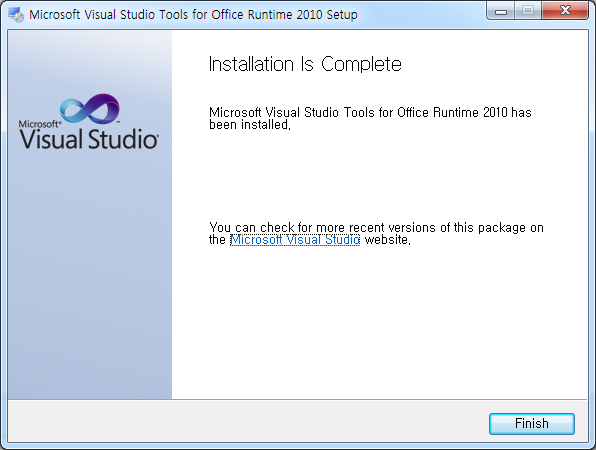 Microsoft Visual Studio Tools for Office Runtime 2010 Setup
Installation Is Complete
Microsoft®
Visual Studio®
Microsoft Visual Studio Tools for Office Runtime 2010 has
been installed.
You can check for more recent versions of this package on
the Microsoft Visual Studio website.
Finish